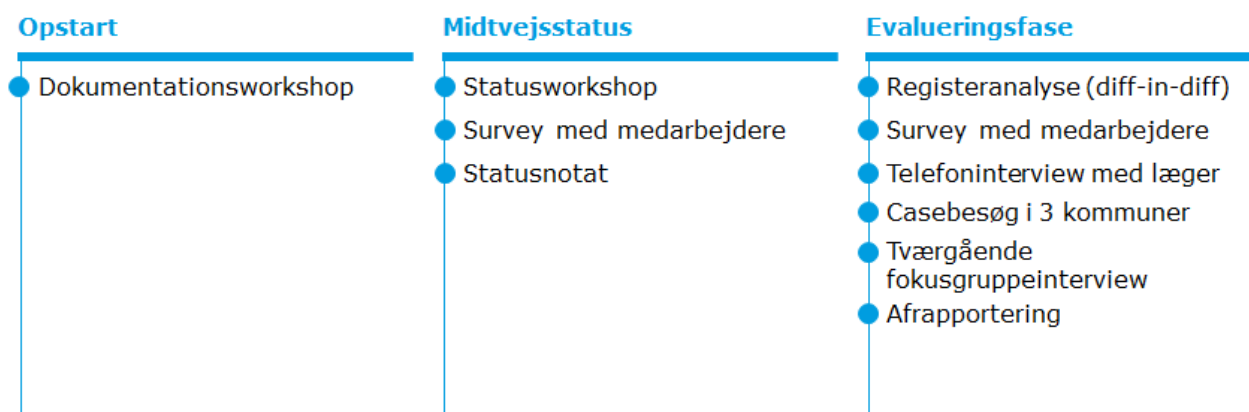 Opstart
Dokumentationsworkshop
Midtvejsstatus
Statusworkshop
Survey med medarbejdere
Statusnotat
Evalueringsfase
Registeranalyse (diff-in-diff)
Survey med medarbejdere
Telefoninterview med læger
Casebesøg i 3 kommuner
Tværgående
fokusgruppeinterview
Afrapportering